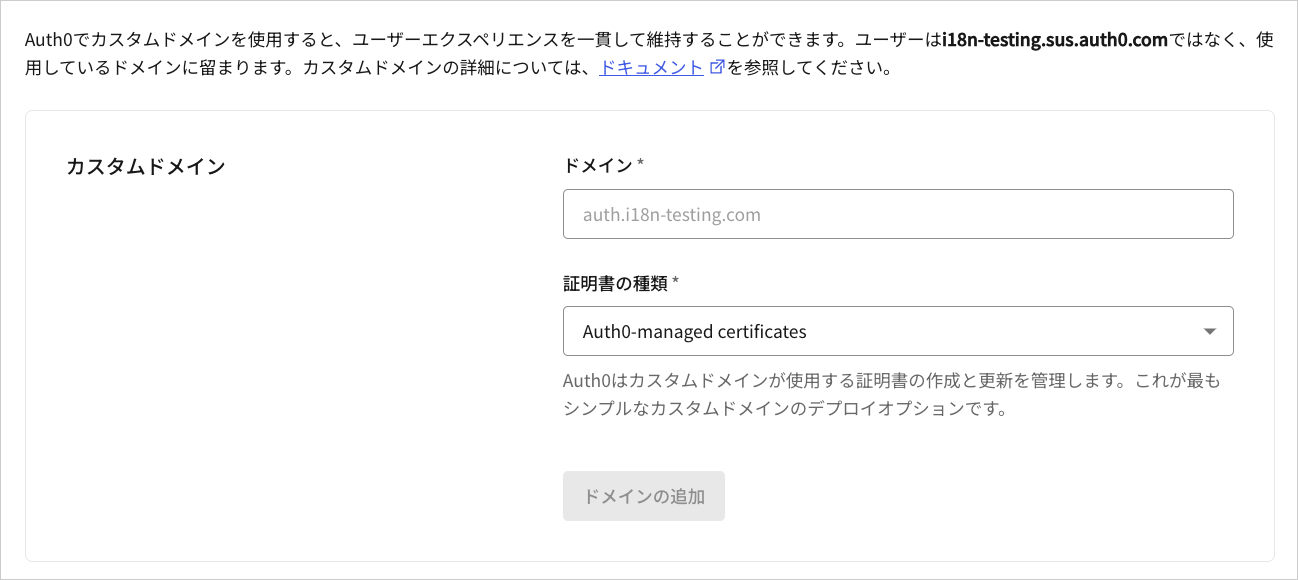 Auth0でカスタムドメインを使用すると、ユーザーエクスペリエンスを一貫して維持することができます。ユーザーはi18n-testing.sus.auth0.comではなく、使
用しているドメインに留まります。カスタムドメインの詳細については、ドキュメントを参照してください。
カスタムドメイン
ドメイン *
auth.i18n-testing.com
証明書の種類 *
Auth0-managed certificates
Auth0はカスタムドメインが使用する証明書の作成と更新を管理します。これが最も
シンプルなカスタムドメインのデプロイオプションです。
ドメインの追加